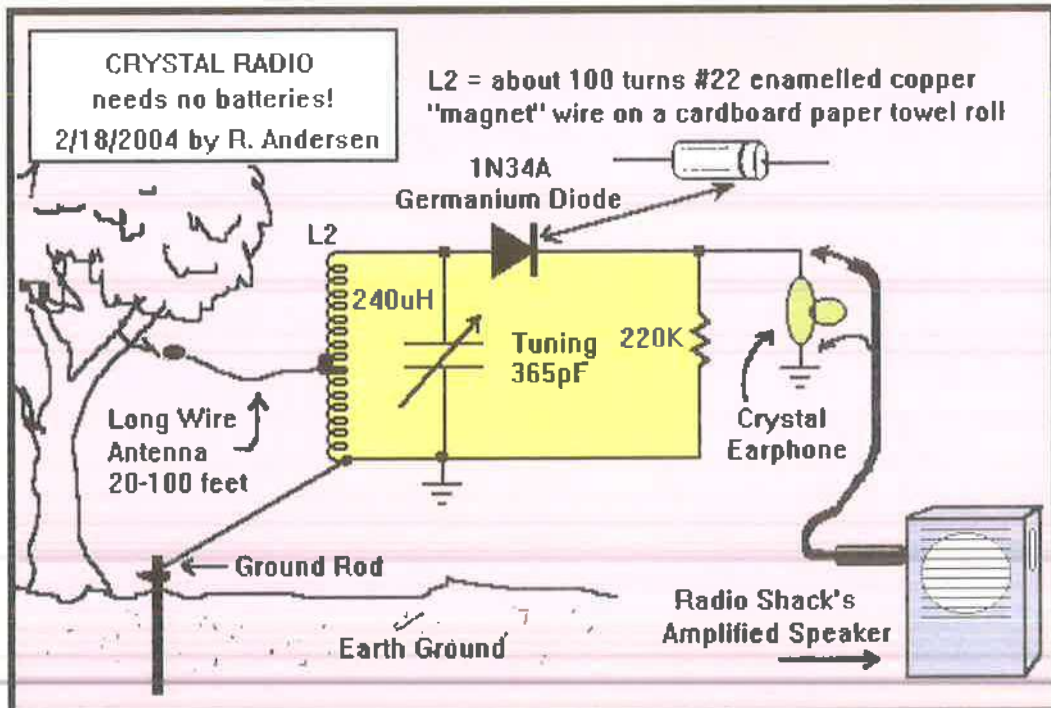 CRYSTAL RADIO
needs no batteries!
2/18/2004 by R. Andersen
L2 = about 100 turns #22 enamelled copper
"magnet" wire on a cardboard paper towel roll
1N34A
Germanium Diode
L2
240uH
Tuning
365pF
220K
Long Wire
Antenna
20-100 feet
Crystal
Earphone
Ground Rod
Earth Ground
Radio Shack's
Amplified Speaker